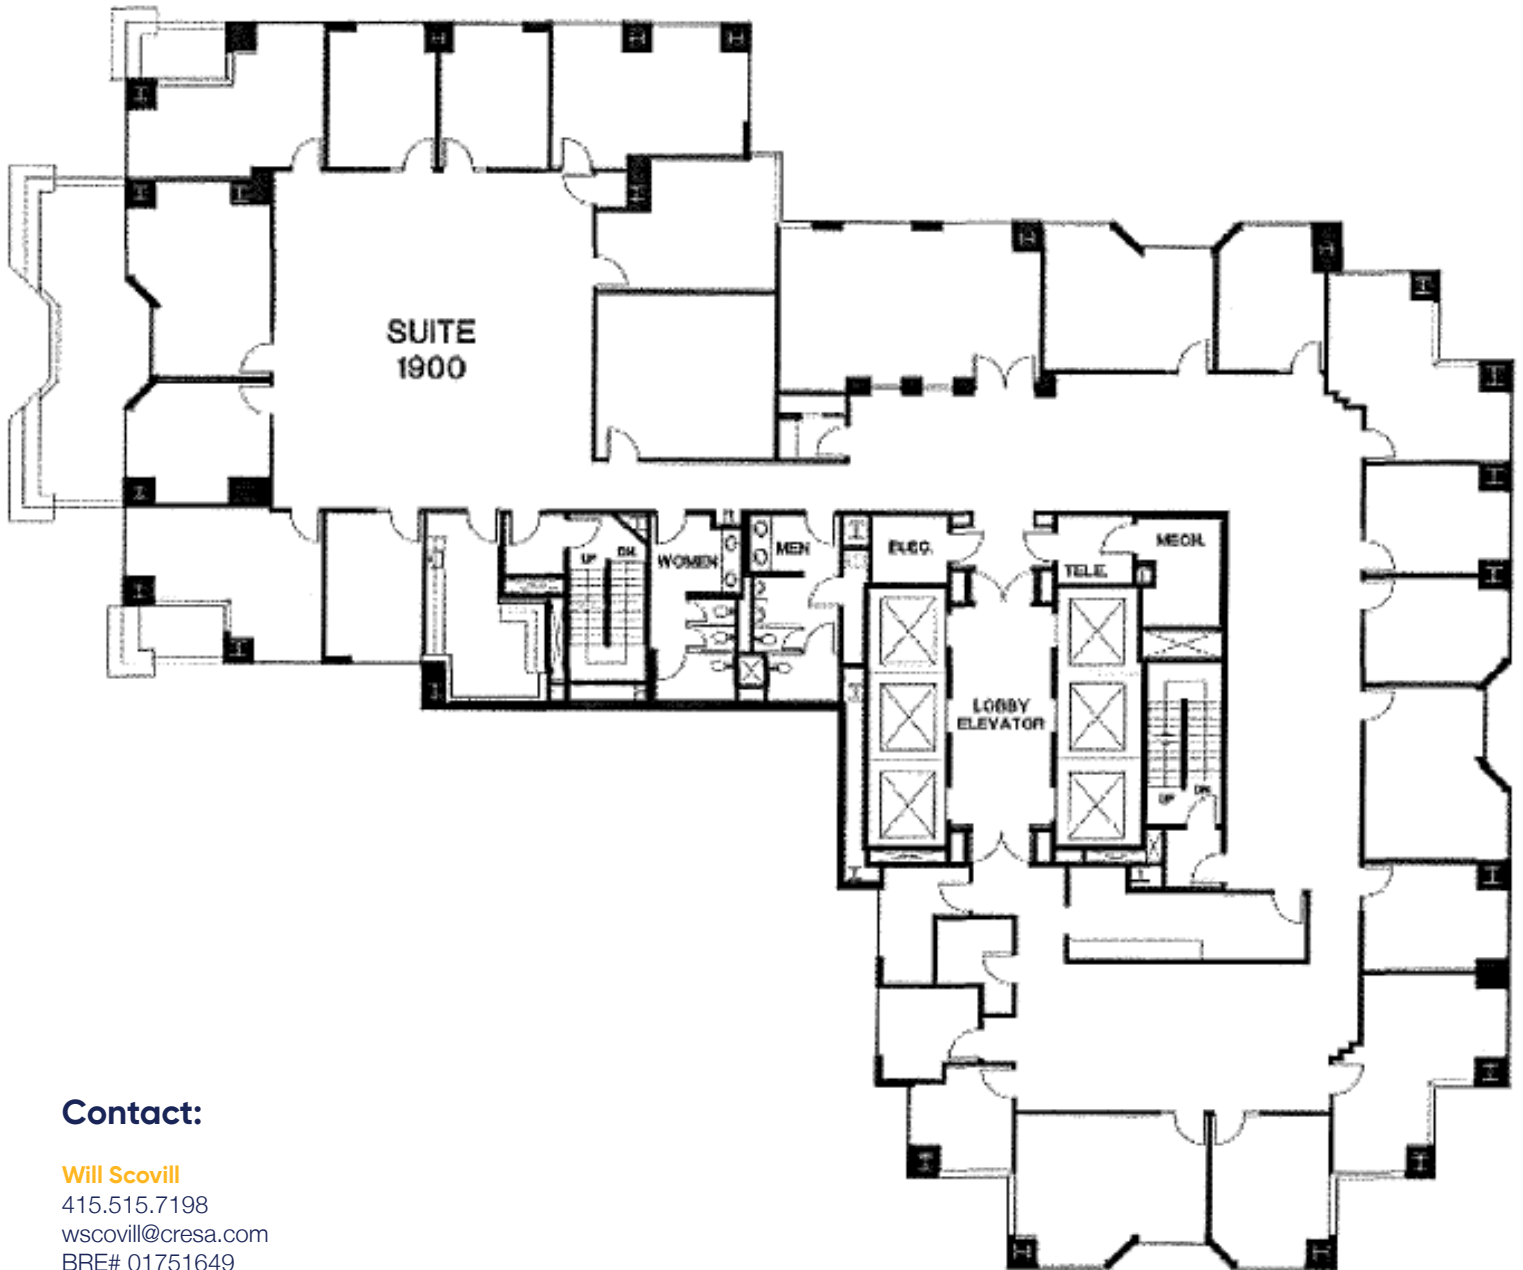 SUITE
1900
WOMEN
MEN
ELEC.
TELE.
MECH.
UP
DN.
LOBBY
ELEVATOR
UP
DN.
Contact:
Will Scovill
415.515.7198
wscovill@cresa.com
BRE# 01751649